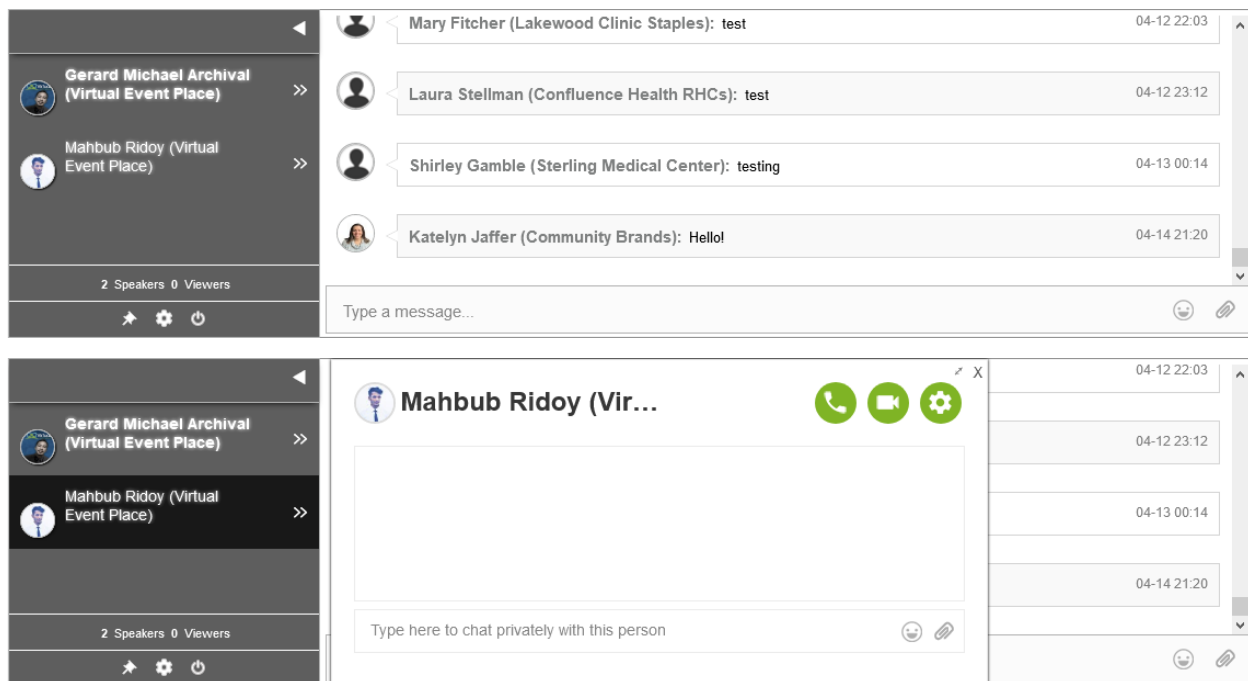 Mary Fitcher (Lakewood Clinic Staples): test 04-12 22:03
Gerard Michael Archival
(Virtual Event Place)
Laura Stellman (Confluence Health RHCs): test 04-12 23:12
Mahbub Ridoy (Virtual
Event Place)
Shirley Gamble (Sterling Medical Center): testing 04-13 00:14
Katelyn Jaffer (Community Brands): Hello! 04-14 21:20
2 Speakers 0 Viewers
Type a message...
04-12 22:03
X
Mahbub Ridoy (Vir...
Gerard Michael Archival
(Virtual Event Place)
04-12 23:12
Mahbub Ridoy (Virtual
Event Place)
04-13 00:14
04-14 21:20
2 Speakers 0 Viewers
Type here to chat privately with this person